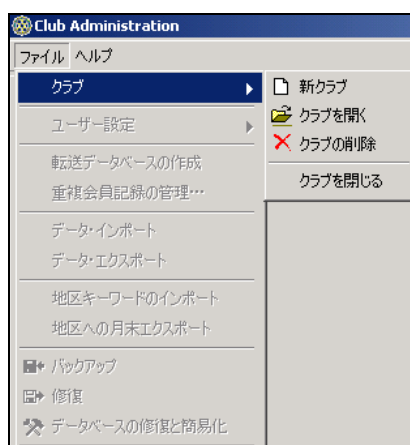 Club Administration
ファイル ヘルプ
クラブ
ユーザー設定
転送データベースの作成
重複会員記録の管理…
データ・インポート
データ・エクスポート
地区キーワードのインポート
地区への月末エクスポート
バックアップ
修復
データベースの修復と簡易化
新クラブ
クラブを開く
クラブの削除
クラブを閉じる